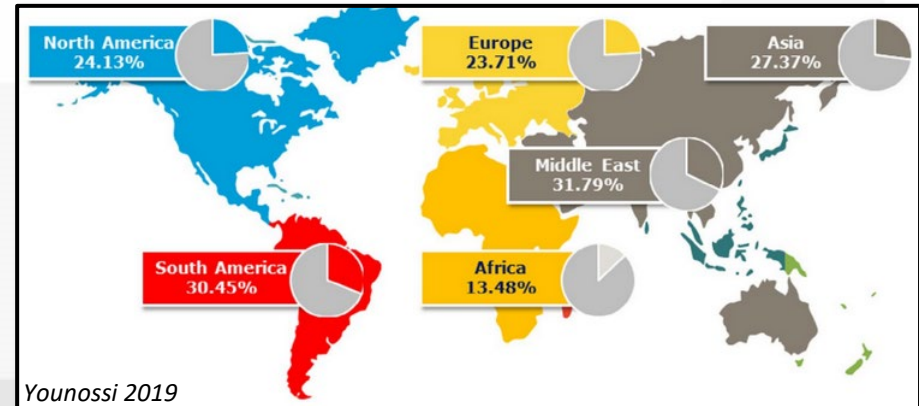 North America
24.13%
Europe
23.71%
Asia
27.37%
Middle East
31.79%
South America
30.45%
Africa
13.48%
Younossi 2019